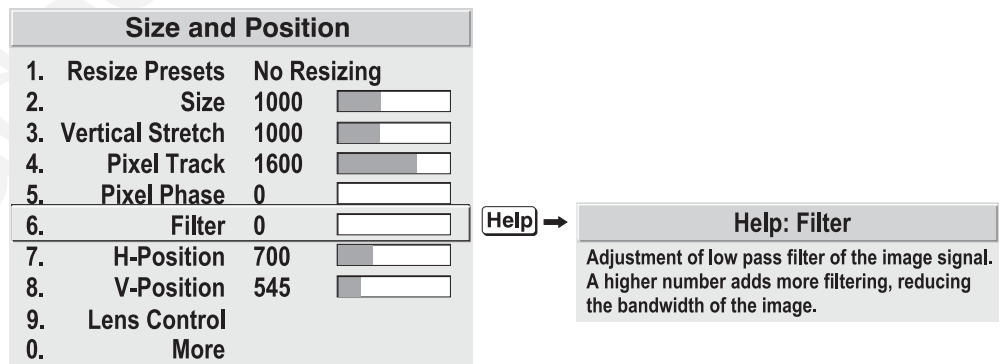 Size and Position
1. Resize Presets No Resizing
2. Size 1000
3. Vertical Stretch 1000
4. Pixel Track 1600
5. Pixel Phase 0
6. Filter 0
7. H-Position 700
8. V-Position 545
9. Lens Control
0. More
Help
Help: Filter
Adjustment of low pass filter of the image signal.
A higher number adds more filtering, reducing
the bandwidth of the image.